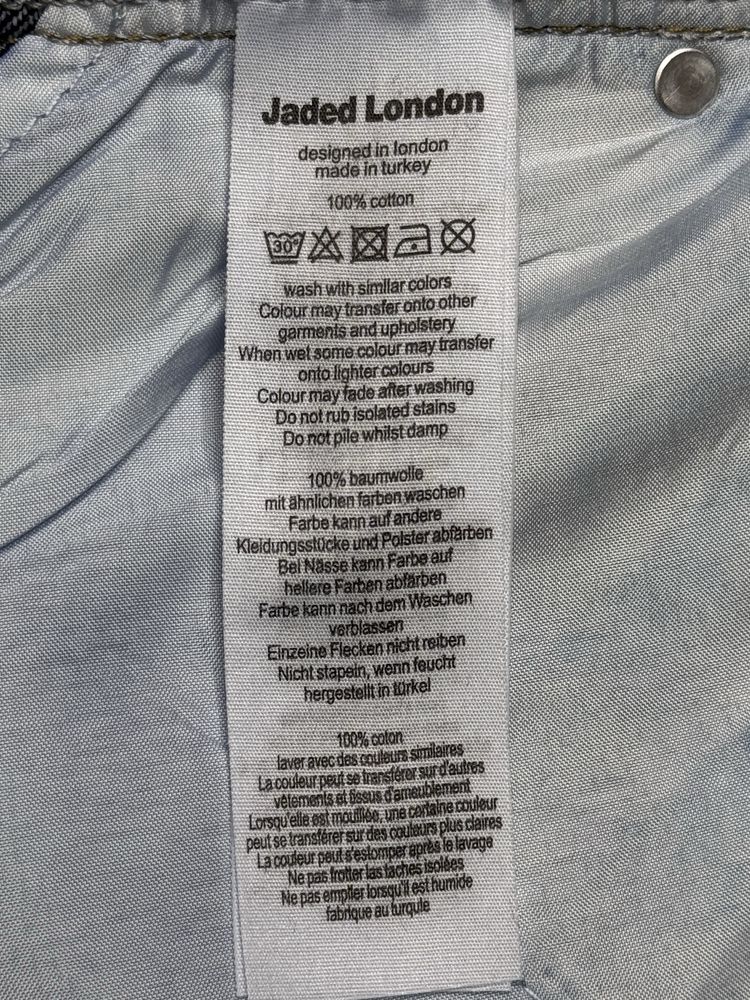 Jaded London
designed in london
made in turkey
100% cotton
30°
wash with similar colors
Colour may transfer onto other
garments and upholstery
When wet some colour may transfer
onto lighter colours
Colour may fade after washing
Do not rub isolated stains
Do not pile whilst damp
100% baumwolle
mit ähnlichen farben waschen
Farbe kann auf andere
Kleidungsstücke und Polster abfärben
Bei Nässe kann Farbe auf
hellere Farben abfärben
Farbe kann nach dem Waschen
verblassen
Einzelne Flecken nicht reiben
Nicht stapeln, wenn feucht
hergestellt in türkei
100% coton
laver avec des couleurs similaires
La couleur peut se transférer sur d'autres
vêtements et tissus d'ameublement
Lorsqu'elle est mouillée, une certaine couleur
peut se transférer sur des couleurs plus claires
La couleur peut s'estomper après le lavage
Ne pas frotter las taches isolées
Ne pas empiler lorsqu'il est humide
fabrique au turquie